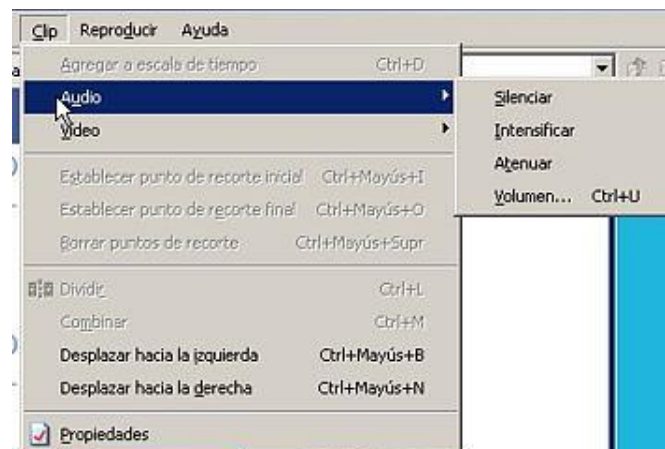 Clip Reproducir Ayuda
Agregar a escala de tiempo Ctrl+D
Audio
Vídeo
Establecer punto de recorte inicial Ctrl+Mayús+I
Establecer punto de recorte final Ctrl+Mayús+O
Borrar puntos de recorte Ctrl+Mayús+Supr
Dividir Ctrl+L
Combinar Ctrl+M
Desplazar hacia la izquierda Ctrl+Mayús+B
Desplazar hacia la derecha Ctrl+Mayús+N
Propiedades
Silenciar
Intensificar
Atenuar
Volumen... Ctrl+U